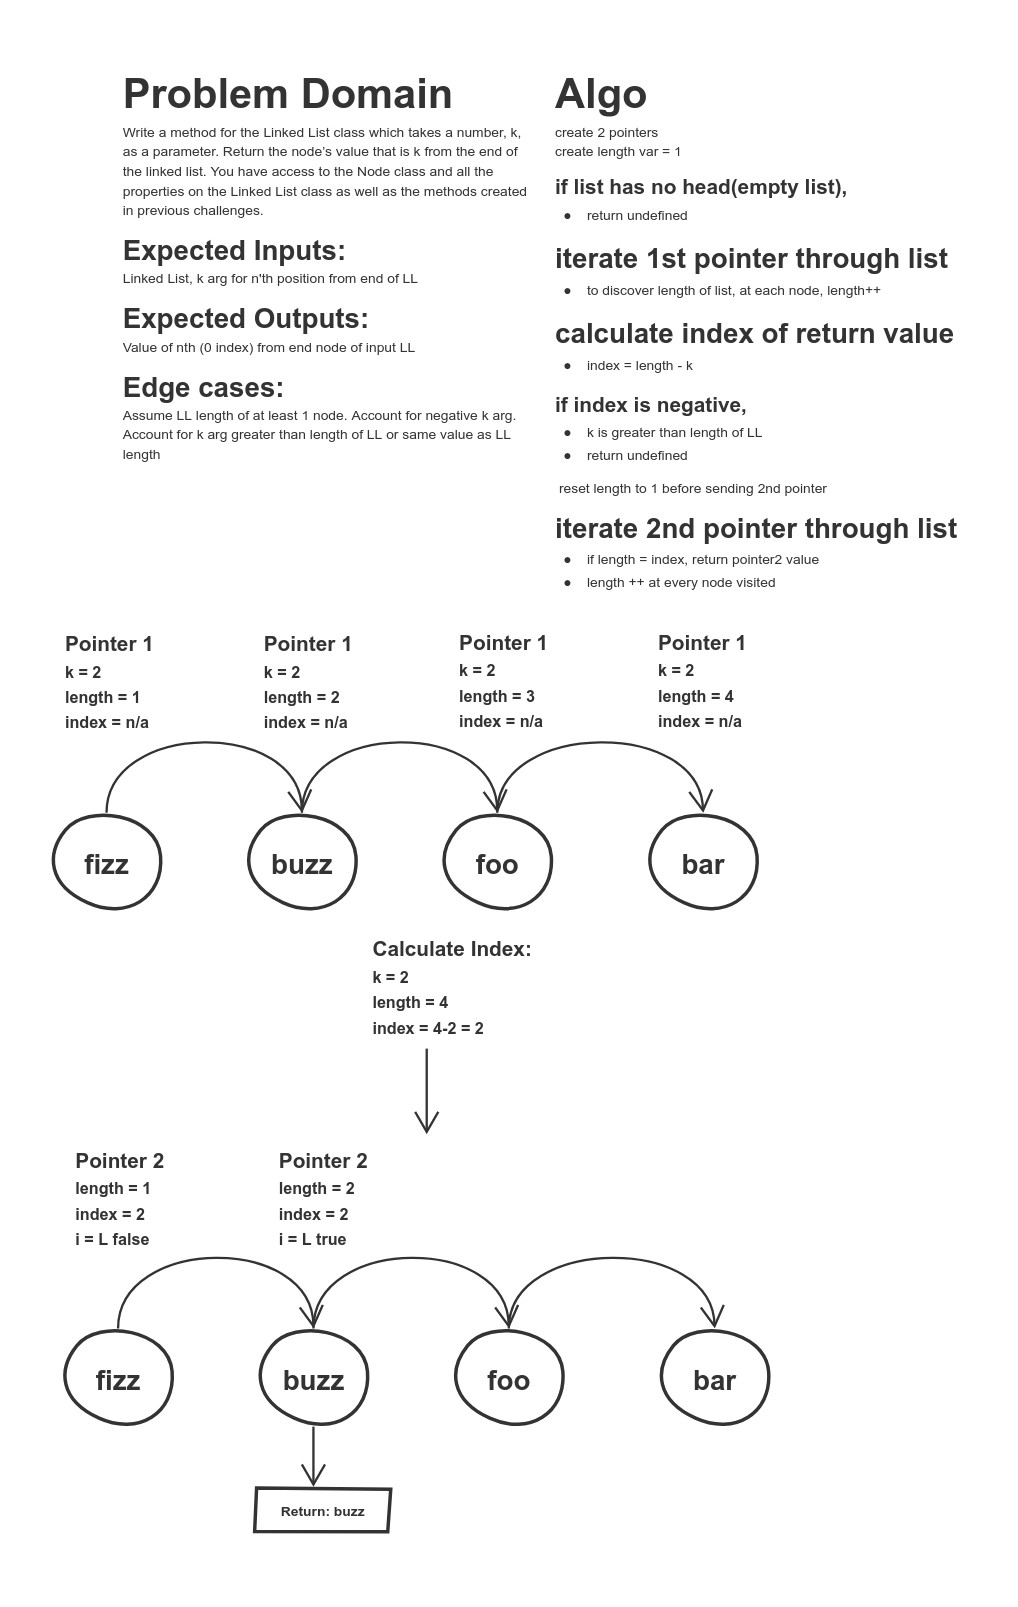 Problem Domain
Write a method for the Linked List class which takes a number, k,
as a parameter. Return the node’s value that is k from the end of
the linked list. You have access to the Node class and all the
properties on the Linked List class as well as the methods created
in previous challenges.
Expected Inputs:
Linked List, k arg for n'th position from end of LL
Expected Outputs:
Value of nth (0 index) from end node of input LL
Edge cases:
Assume LL length of at least 1 node. Account for negative k arg.
Account for k arg greater than length of LL or same value as LL
length
Algo
create 2 pointers
create length var = 1
if list has no head(empty list),
● return undefined
iterate 1st pointer through list
● to discover length of list, at each node, length++
calculate index of return value
● index = length - k
if index is negative,
● k is greater than length of LL
● return undefined
reset length to 1 before sending 2nd pointer
iterate 2nd pointer through list
● if length = index, return pointer2 value
● length ++ at every node visited
Pointer 1
k = 2
length = 1
index = n/a
Pointer 1
k = 2
length = 2
index = n/a
Pointer 1
k = 2
length = 3
index = n/a
Pointer 1
k = 2
length = 4
index = n/a
fizz
buzz
foo
bar
Calculate Index:
k = 2
length = 4
index = 4-2 = 2
Pointer 2
length = 1
index = 2
i = L false
Pointer 2
length = 2
index = 2
i = L true
fizz
buzz
foo
bar
Return: buzz